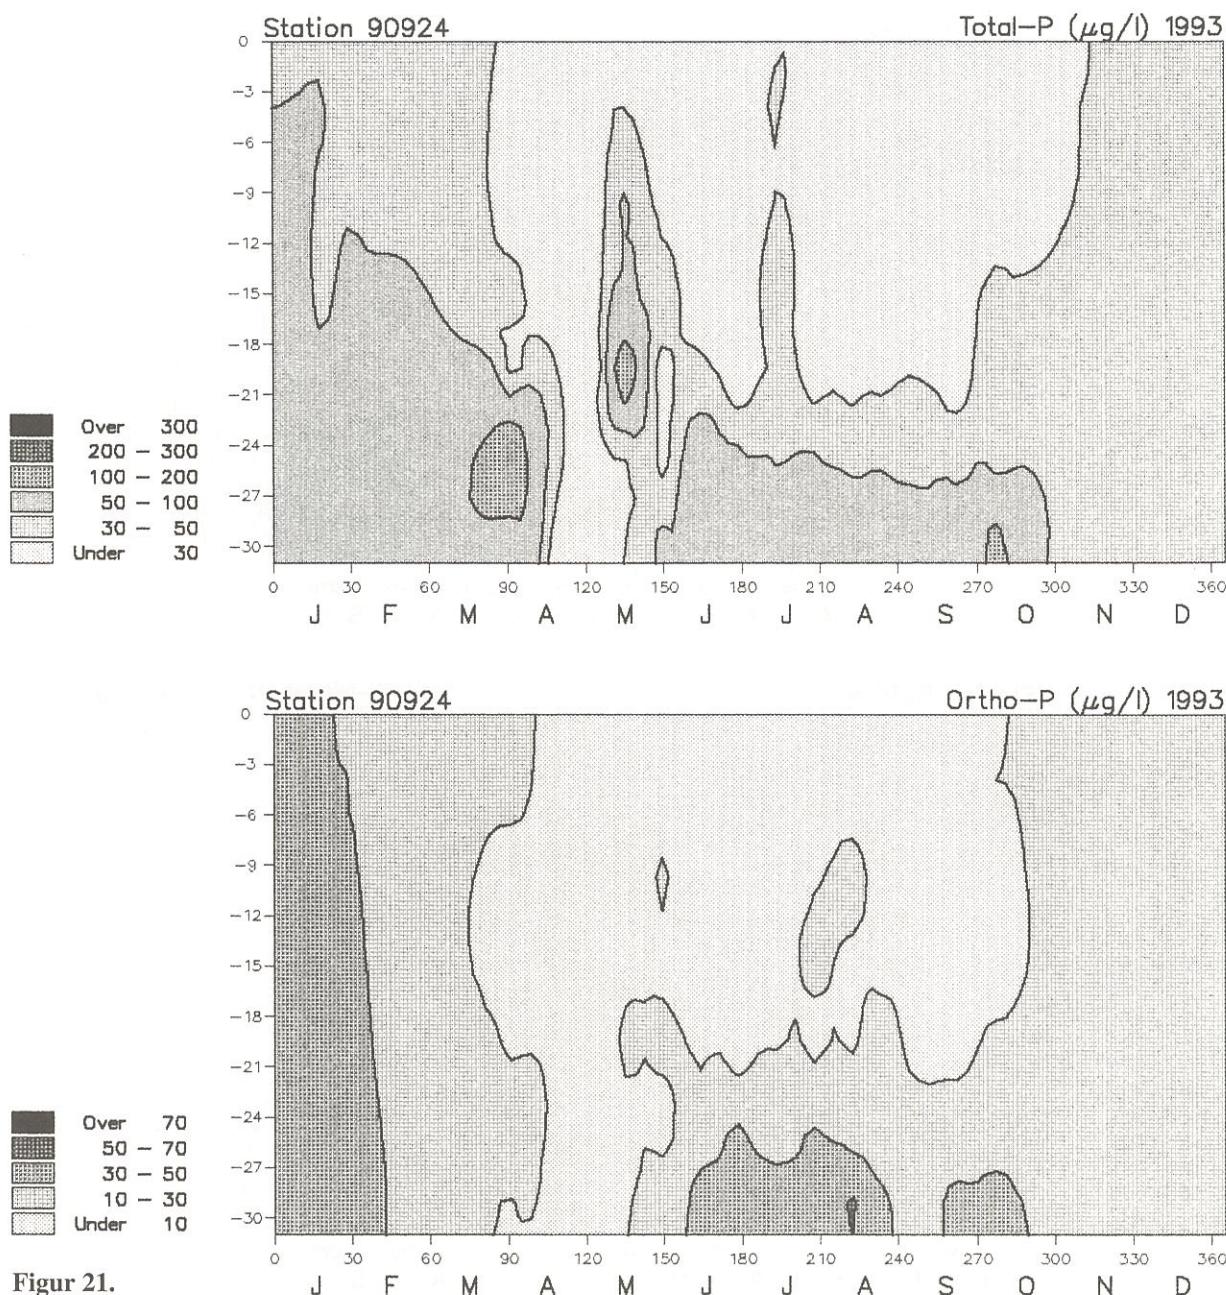 Station 90924 Total-P (µg/l) 1993
0
-3
-6
-9
-12
-15
-18
-21
-24
-27
-30
Over 300
200 - 300
100 - 200
50 - 100
30 - 50
Under 30
0 30 60 90 120 150 180 210 240 270 300 330 360
J F M A M J J A S O N D
Station 90924 Ortho-P (µg/l) 1993
0
-3
-6
-9
-12
-15
-18
-21
-24
-27
-30
Over 70
50 - 70
30 - 50
10 - 30
Under 10
0 30 60 90 120 150 180 210 240 270 300 330 360
J F M A M J J A S O N D
Figur 21.